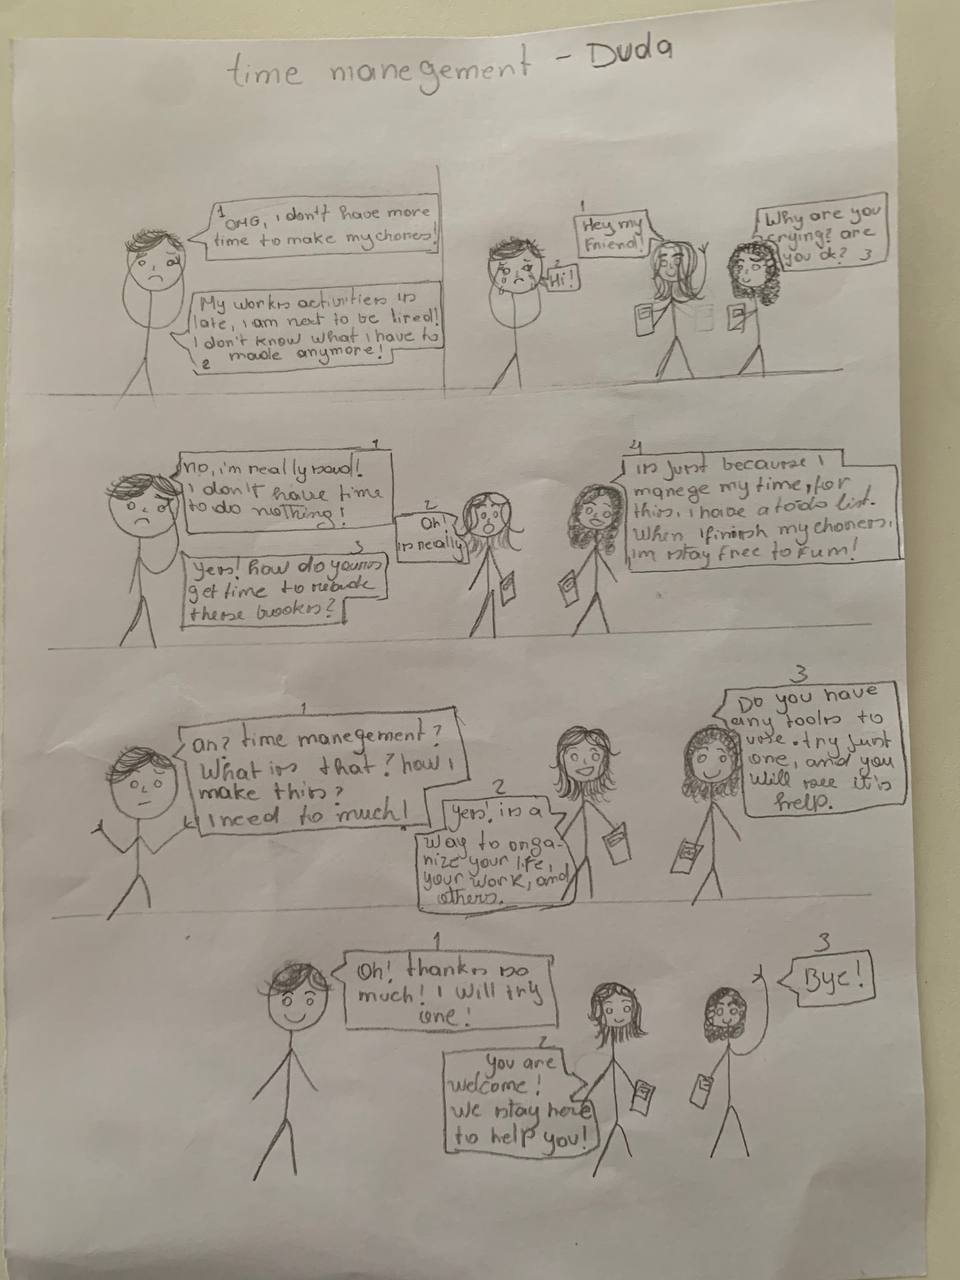 time manegement - Duda
1
OMG, i don't have more
time to make my chores!
My works activities is
late, i am next to be fired!
I don't know what i have to
2 made anymore!
1
Hey my
Friend!
2
Hi!
Why are you
crying? are
you ok? 3
1
no, i'm really sad!
I don't have time
to do nothing!
2
Oh!
is really
3
Yes! how do yours
get time to
these books?
4
is just because i
manege my time, for
this, i have a to do list.
When i finish my chores,
im stay free to fum!
1
an? time manegement?
What is that? how i
make this?
I need to much!
2
yes! is a
way to orga-
nize your life,
your work, and
others.
3
Do you have
any tools to
use. try just
one, and you
will see it's
help.
1
Oh! thanks so
much! I will try
one!
2
you are
welcome!
we stay here
to help you!
3
Bye!